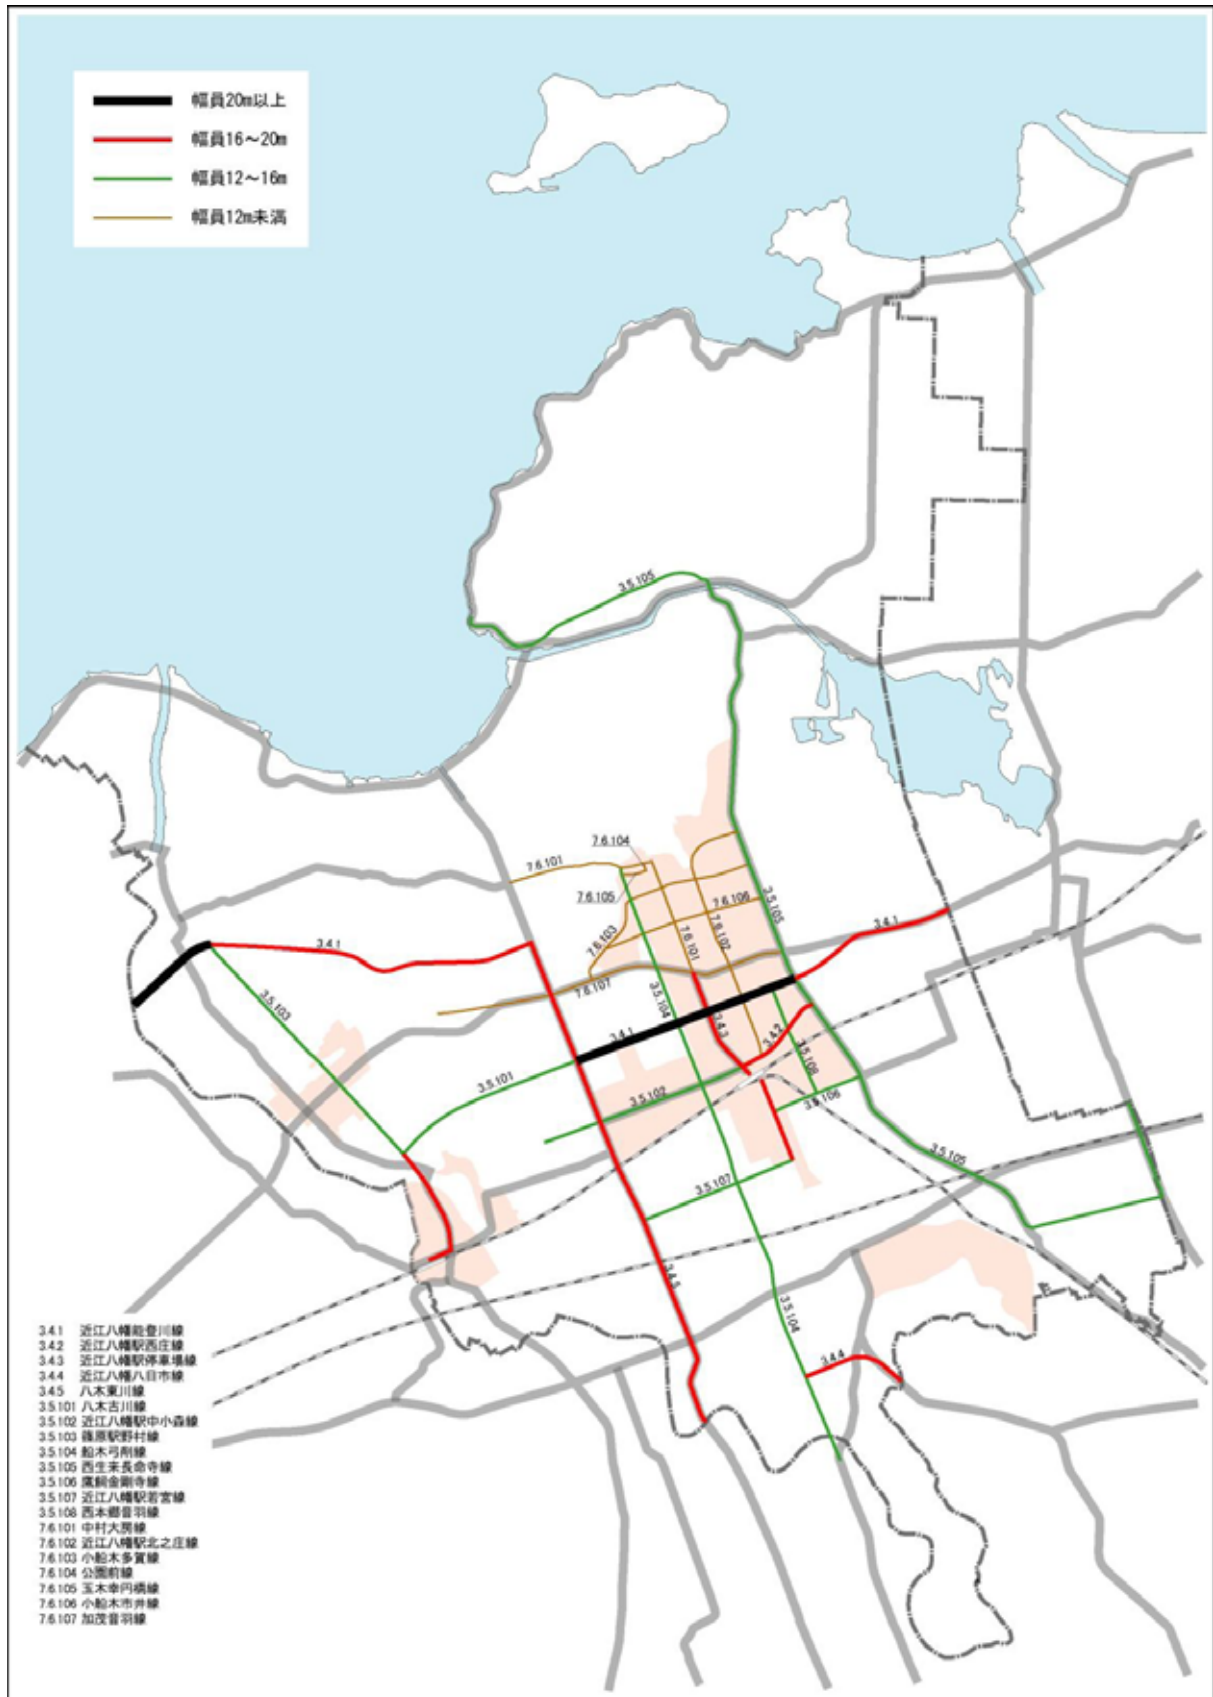 幅員20m以上
幅員16～20m
幅員12～16m
幅員12m未満
3.5.105
7.6.104
7.6.101
7.6.105
7.6.106
3.5.105
7.6.103
7.6.101
7.6.102
3.4.1
3.4.1
7.6.107
3.5.103
3.5.104
3.4.1
3.4.3
3.4.2
3.5.108
3.5.101
3.5.102
3.5.106
3.5.105
3.5.107
3.4.5
3.5.104
3.4.4
3.4.1 近江八幡能登川線
3.4.2 近江八幡駅西庄線
3.4.3 近江八幡駅停車場線
3.4.4 近江八幡八日市線
3.4.5 八木東川線
3.5.101 八木古川線
3.5.102 近江八幡駅中小森線
3.5.103 篠原駅野村線
3.5.104 船木弓削線
3.5.105 西生来長命寺線
3.5.106 鷹飼金剛寺線
3.5.107 近江八幡駅若宮線
3.5.108 西本郷音羽線
7.6.101 中村大房線
7.6.102 近江八幡駅北之庄線
7.6.103 小船木多賀線
7.6.104 公園前線
7.6.105 玉木幸円橋線
7.6.106 小船木市井線
7.6.107 加茂音羽線